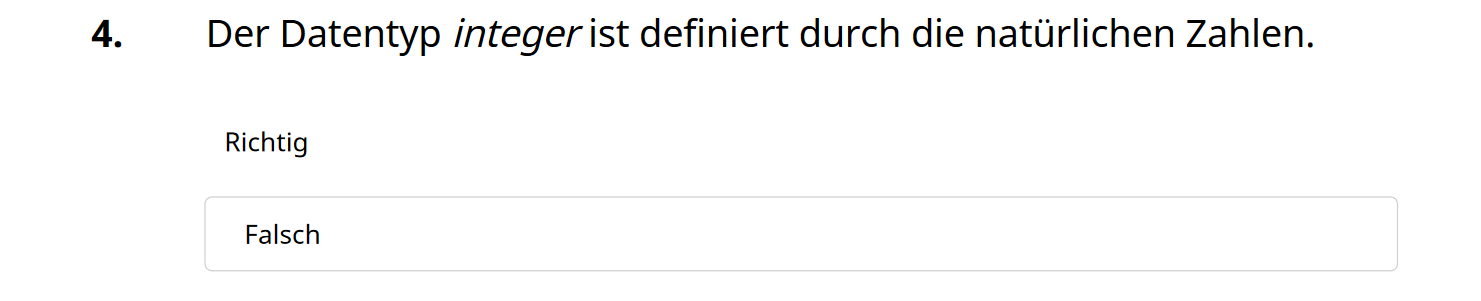 4. Der Datentyp integer ist definiert durch die natürlichen Zahlen.
Richtig
Falsch